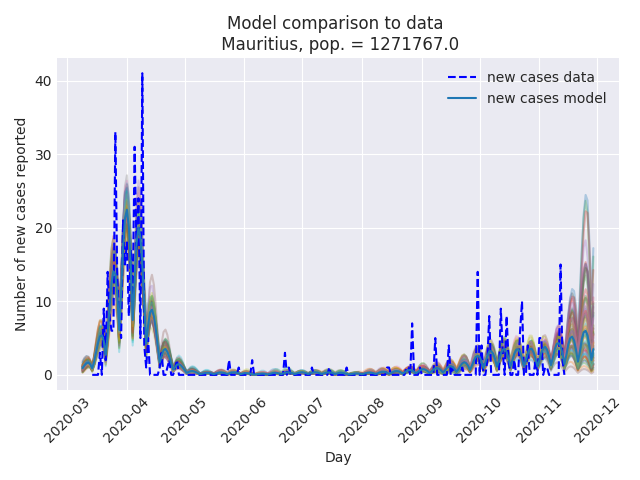 Model comparison to data
Mauritius, pop. = 1271767.0
new cases data
new cases model
Number of new cases reported
40
30
20
10
0
2020-03
2020-04
2020-05
2020-06
2020-07
2020-08
2020-09
2020-10
2020-11
2020-12
Day